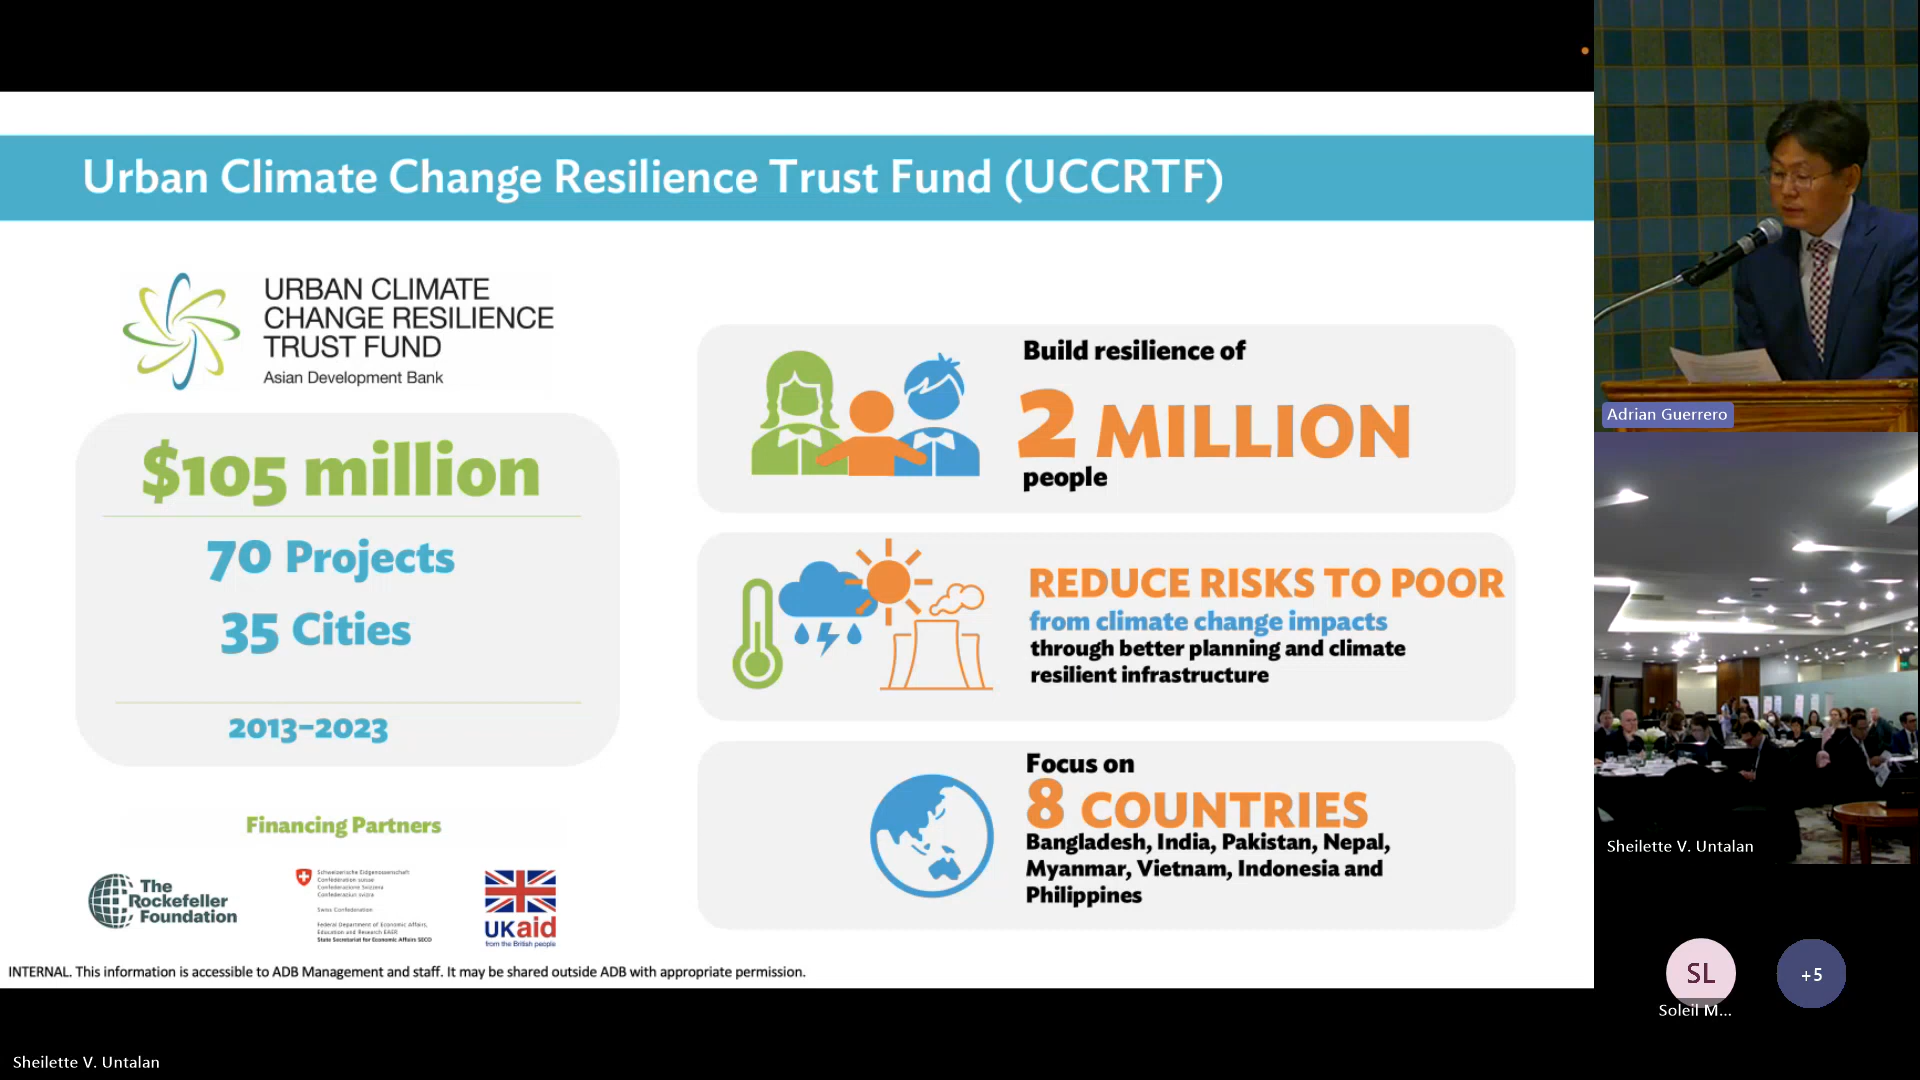 Urban Climate Change Resilience Trust Fund (UCCRTF)
URBAN CLIMATE
CHANGE RESILIENCE
TRUST FUND
Asian Development Bank
$105 million
70 Projects
35 Cities
2013–2023
Financing Partners
The
Rockefeller
Foundation
Schweizerische Eidgenossenschaft
Confédération suisse
Confederazione Svizzera
Confederaziun svizra
Swiss Confederation
Federal Department of Economic Affairs,
Education and Research EAER
State Secretariat for Economic Affairs SECO
UKaid
from the British people
Build resilience of
2 MILLION
people
REDUCE RISKS TO POOR
from climate change impacts
through better planning and climate
resilient infrastructure
Focus on
8 COUNTRIES
Bangladesh, India, Pakistan, Nepal,
Myanmar, Vietnam, Indonesia and
Philippines
INTERNAL. This information is accessible to ADB Management and staff. It may be shared outside ADB with appropriate permission.
Adrian Guerrero
Sheilette V. Untalan
SL
+5
Soleil M...
Sheilette V. Untalan